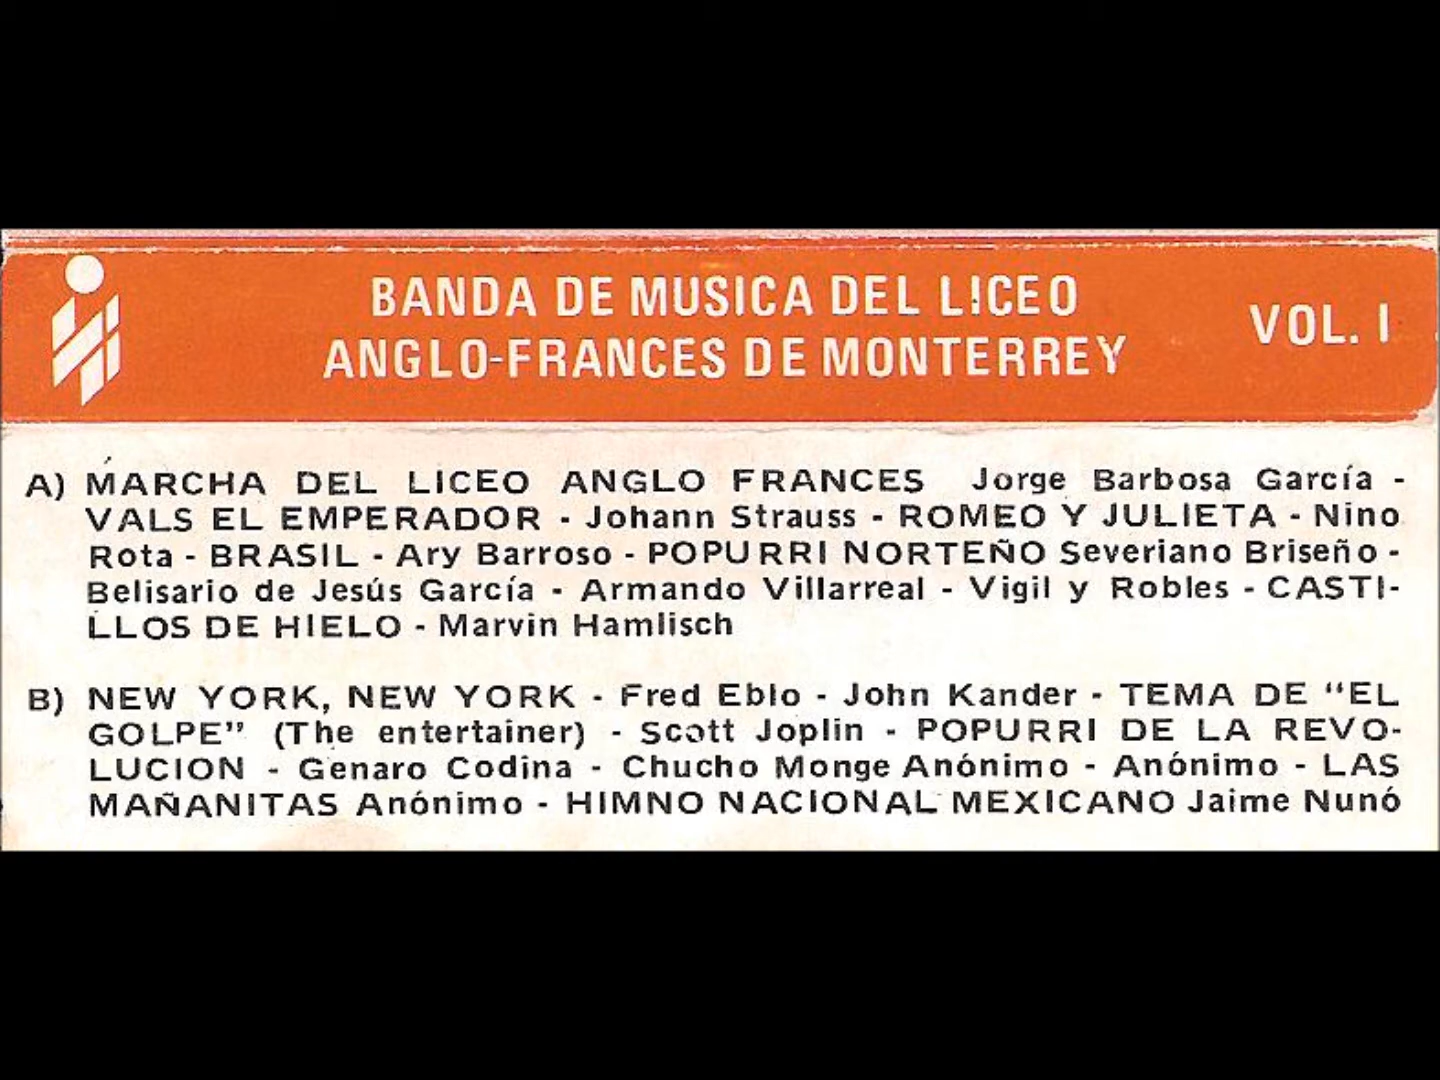 BANDA DE MUSICA DEL LICEO
ANGLO-FRANCES DE MONTERREY
VOL. I
A) MARCHA DEL LICEO ANGLO FRANCES Jorge Barbosa García -
VALS EL EMPERADOR - Johann Strauss - ROMEO Y JULIETA - Nino
Rota - BRASIL - Ary Barroso - POPURRI NORTEÑO Severiano Briseño -
Belisario de Jesús García - Armando Villarreal - Vigil y Robles - CASTI-
LLOS DE HIELO - Marvin Hamlisch
B) NEW YORK, NEW YORK - Fred Eblo - John Kander - TEMA DE “EL
GOLPE” (The entertainer) - Scott Joplin - POPURRI DE LA REVO-
LUCION - Genaro Codina - Chucho Monge Anónimo - Anónimo - LAS
MAÑANITAS Anónimo - HIMNO NACIONAL MEXICANO Jaime Nunó